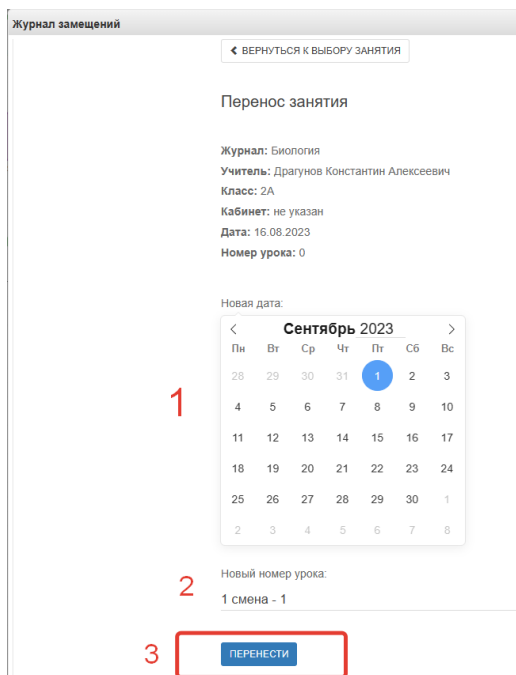 Журнал замещений
ВЕРНУТЬСЯ К ВЫБОРУ ЗАНЯТИЯ
Перенос занятия
Журнал: Биология
Учитель: Драгунов Константин Алексеевич
Класс: 2А
Кабинет: не указан
Дата: 16.08.2023
Номер урока: 0
Новая дата:
Сентябрь 2023
Пн Вт Ср Чт Пт Сб Вс
28 29 30 31 1 2 3
1
4 5 6 7 8 9 10
11 12 13 14 15 16 17
18 19 20 21 22 23 24
25 26 27 28 29 30 1
2 3 4 5 6 7 8
Новый номер урока:
2
1 смена - 1
3 ПЕРЕНЕСТИ